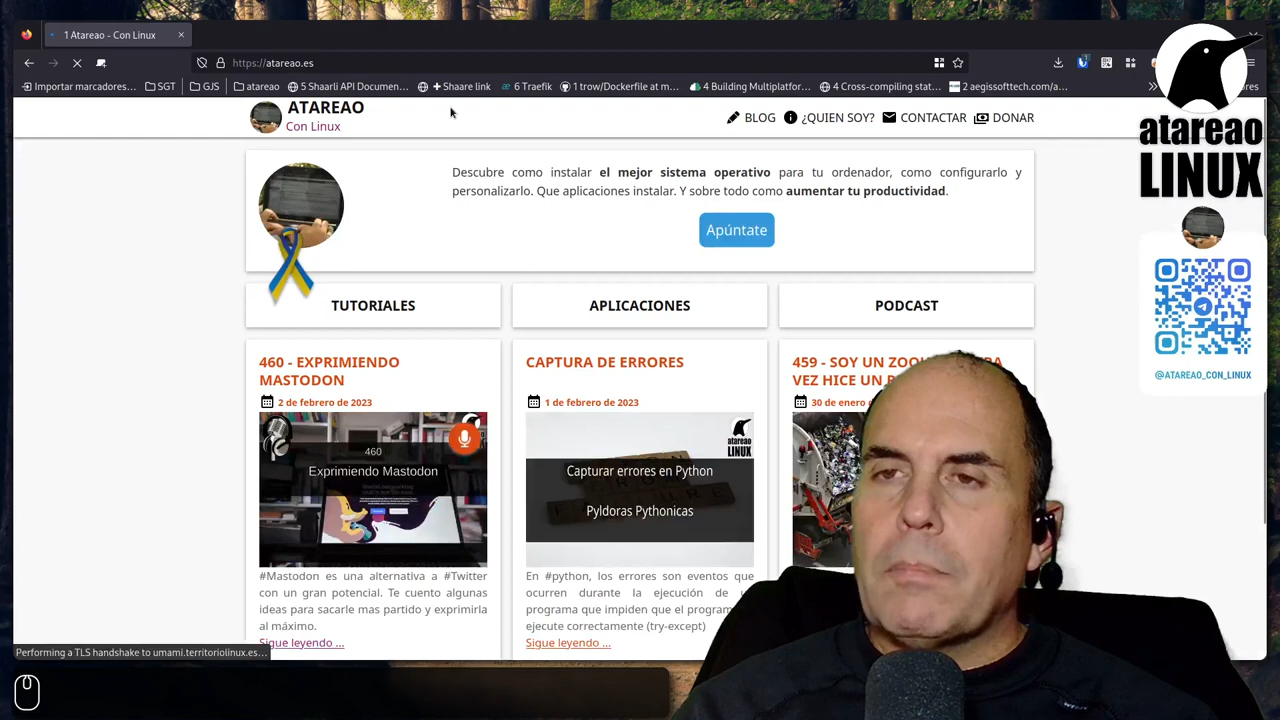 1 Atareao - Con Linux
https://atareao.es
Importar marcadores…
SGT
GJS
atareao
5 Shaarli API Documen…
+ Shaare link
6 Traefik
1 trow/Dockerfile at m…
4 Building Multiplatfor…
4 Cross-compiling stat…
2 aegissofttech.com/a…
ATAREAO
Con Linux
BLOG
¿QUIEN SOY?
CONTACTAR
DONAR
atareao
LINUX
Descubre como instalar el mejor sistema operativo para tu ordenador, como configurarlo y
personalizarlo. Que aplicaciones instalar. Y sobre todo como aumentar tu productividad.
Apúntate
@ATAREAO_CON_LINUX
TUTORIALES
APLICACIONES
PODCAST
460 - EXPRIMIENDO
MASTODON
2 de febrero de 2023
460
Exprimiendo Mastodon
#Mastodon es una alternativa a #Twitter
con un gran potencial. Te cuento algunas
ideas para sacarle mas partido y exprimirla
al máximo.
Sigue leyendo ...
CAPTURA DE ERRORES
1 de febrero de 2023
atareao
LINUX
Capturar errores en Python
Pyldoras Pythonicas
En #python, los errores son eventos que
ocurren durante la ejecución de
programa que impiden que el
ejecute correctamente (try-except)
Sigue leyendo ...
459 - SOY UN
VEZ HICE UN
30 de enero
Performing a TLS handshake to umami.territoriolinux.es…